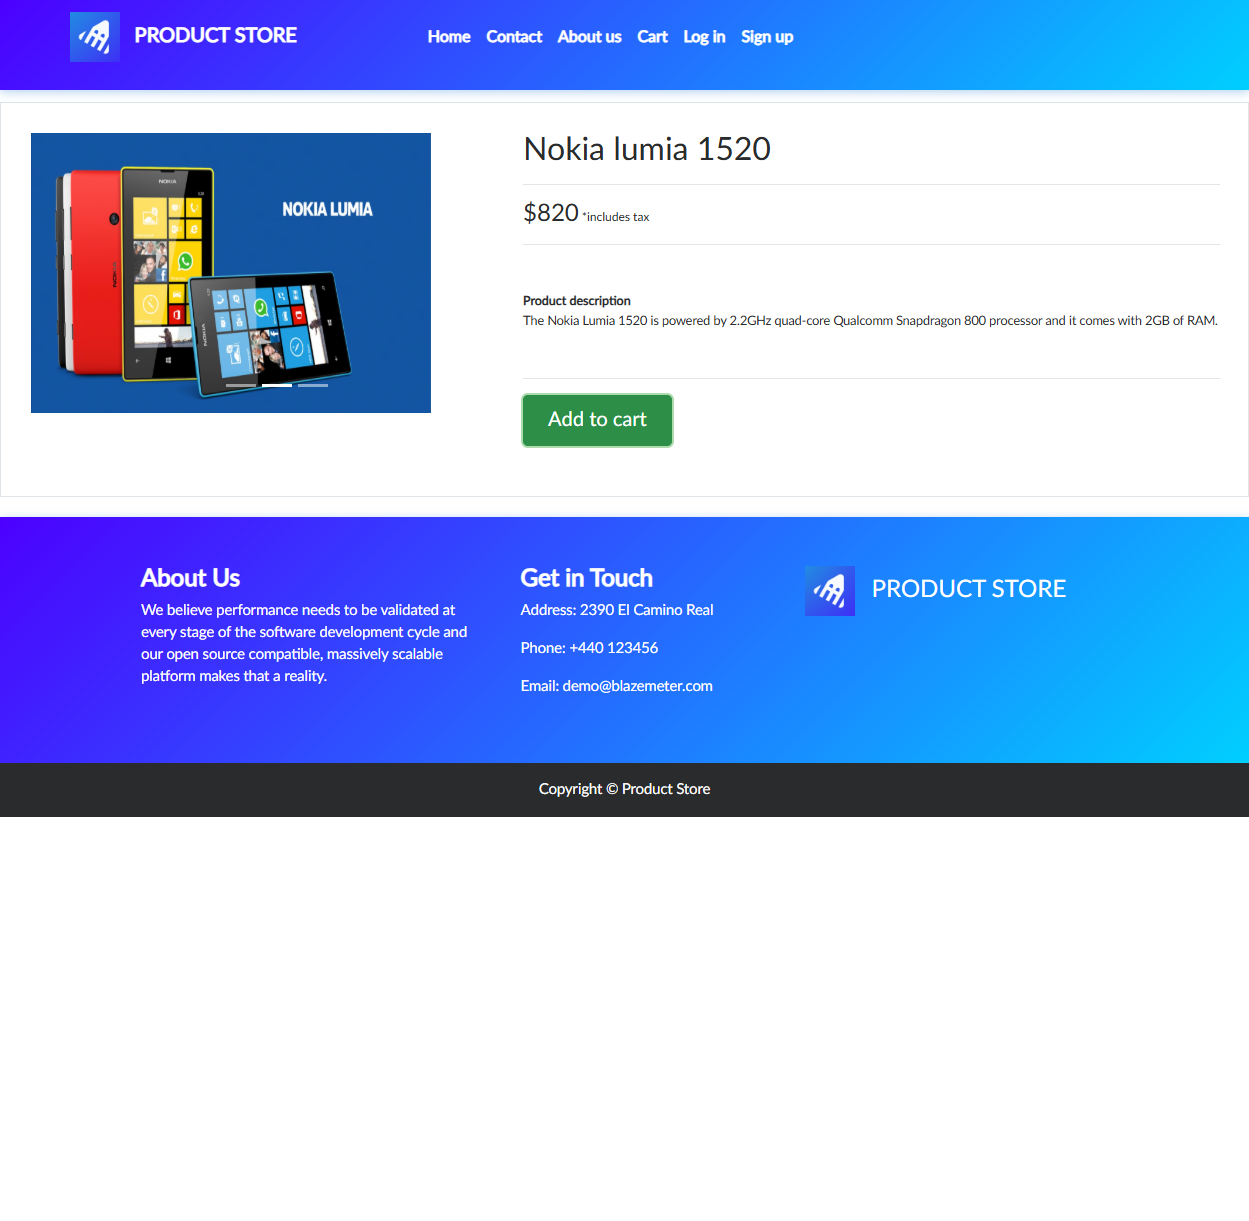 PRODUCT STORE
Home Contact About us Cart Log in Sign up
NOKIA
NOKIA LUMIA
NOKIA
NOKIA
Nokia lumia 1520
$820 *includes tax
Product description
The Nokia Lumia 1520 is powered by 2.2GHz quad-core Qualcomm Snapdragon 800 processor and it comes with 2GB of RAM.
Add to cart
About Us
We believe performance needs to be validated at
every stage of the software development cycle and
our open source compatible, massively scalable
platform makes that a reality.
Get in Touch
Address: 2390 El Camino Real
Phone: +440 123456
Email: demo@blazemeter.com
PRODUCT STORE
Copyright © Product Store